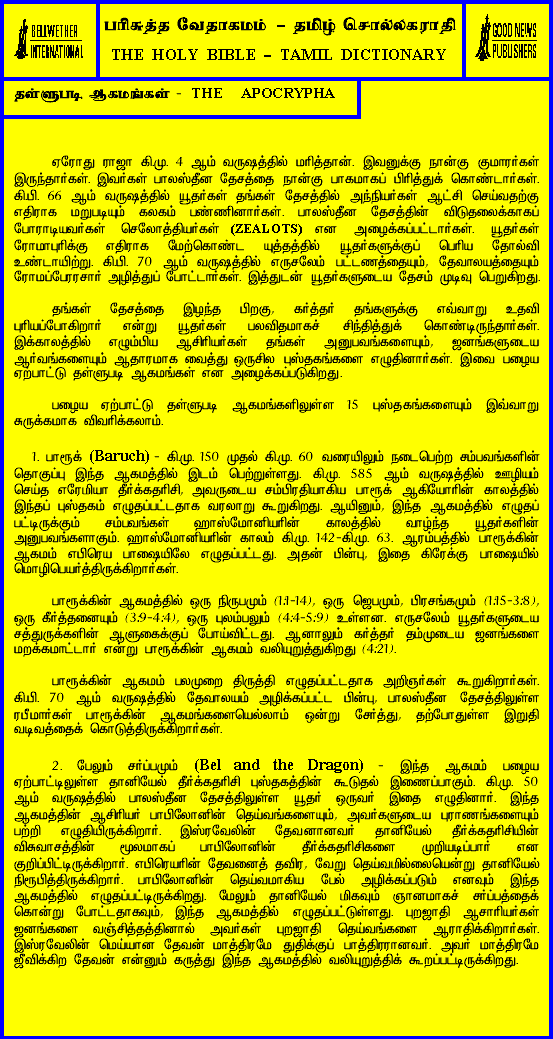 BELLWETHER
INTERNATIONAL
பரிசுத்த வேதாகமம் - தமிழ் சொல்லகராதி
THE HOLY BIBLE - TAMIL DICTIONARY
GOOD NEWS
PUBLISHERS
தள்ளுபடி ஆகமங்கள் - THE APOCRYPHA
ஏரோது ராஜா கி.மு. 4 ஆம் வருஷத்தில் மரித்தான். இவனுக்கு நான்கு குமாரர்கள்
இருந்தார்கள். இவர்கள் பாலஸ்தீன தேசத்தை நான்கு பாகமாகப் பிரித்துக் கொண்டார்கள்.
கி.பி. 66 ஆம் வருஷத்தில் யூதர்கள் தங்கள் தேசத்தில் அந்நியர்கள் ஆட்சி செய்வதற்கு
எதிராக மறுபடியும் கலகம் பண்ணினார்கள். பாலஸ்தீன தேசத்தின் விடுதலைக்காகப்
போராடியவர்கள் செலோத்தியர்கள் (ZEALOTS) என அழைக்கப்பட்டார்கள். யூதர்கள்
ரோமாபுரிக்கு எதிராக மேற்கொண்ட யுத்தத்தில் யூதர்களுக்குப் பெரிய தோல்வி
உண்டாயிற்று. கி.பி. 70 ஆம் வருஷத்தில் எருசலேம் பட்டணத்தையும், தேவாலயத்தையும்
ரோமப்பேரரசார் அழித்துப் போட்டார்கள். இத்துடன் யூதர்களுடைய தேசம் முடிவு பெறுகிறது.
தங்கள் தேசத்தை இழந்த பிறகு, கர்த்தர் தங்களுக்கு எவ்வாறு உதவி
புரியப்போகிறார் என்று யூதர்கள் பலவிதமாகச் சிந்தித்துக் கொண்டிருந்தார்கள்.
இக்காலத்தில் எழும்பிய ஆசிரியர்கள் தங்கள் அனுபவங்களையும், ஜனங்களுடைய
ஆர்வங்களையும் ஆதாரமாக வைத்து ஒருசில புஸ்தகங்களை எழுதினார்கள். இவை பழைய
ஏற்பாட்டு தள்ளுபடி ஆகமங்கள் என அழைக்கப்படுகிறது.
பழைய ஏற்பாட்டு தள்ளுபடி ஆகமங்களிலுள்ள 15 புஸ்தகங்களையும் இவ்வாறு
சுருக்கமாக விவரிக்கலாம்.
1. பாரூக் (Baruch) - கி.மு. 150 முதல் கி.மு. 60 வரையிலும் நடைபெற்ற சம்பவங்களின்
தொகுப்பு இந்த ஆகமத்தில் இடம் பெற்றுள்ளது. கி.மு. 585 ஆம் வருஷத்தில் ஊழியம்
செய்த எரேமியா தீர்க்கதரிசி, அவருடைய சம்பிரதியாகிய பாரூக் ஆகியோரின் காலத்தில்
இந்தப் புஸ்தகம் எழுதப்பட்டதாக வரலாறு கூறுகிறது. ஆயினும், இந்த ஆகமத்தில் எழுதப்
பட்டிருக்கும் சம்பவங்கள் ஹாஸ்மோனியரின் காலத்தில் வாழ்ந்த யூதர்களின்
அனுபவங்களாகும். ஹாஸ்மோனியரின் காலம் கி.மு. 142-கி.மு. 63. ஆரம்பத்தில் பாரூக்கின்
ஆகமம் எபிரெய பாஷையிலே எழுதப்பட்டது. அதன் பின்பு, இதை கிரேக்கு பாஷையில்
மொழிபெயர்த்திருக்கிறார்கள்.
பாரூக்கின் ஆகமத்தில் ஒரு நிருபமும் (1:1-14), ஒரு ஜெபமும், பிரசங்கமும் (1:15-3:8),
ஒரு கீர்த்தனையும் (3:9-4:4), ஒரு புலம்பலும் (4:4-5:9) உள்ளன. எருசலேம் யூதர்களுடைய
சத்துருக்களின் ஆளுகைக்குப் போய்விட்டது. ஆனாலும் கர்த்தர் தம்முடைய ஜனங்களை
மறக்கமாட்டார் என்று பாரூக்கின் ஆகமம் வலியுறுத்துகிறது (4:21).
பாரூக்கின் ஆகமம் பலமுறை திருத்தி எழுதப்பட்டதாக அறிஞர்கள் கூறுகிறார்கள்.
கி.பி. 70 ஆம் வருஷத்தில் தேவாலயம் அழிக்கப்பட்ட பின்பு, பாலஸ்தீன தேசத்திலுள்ள
ரபீமார்கள் பாரூக்கின் ஆகமங்களையெல்லாம் ஒன்று சேர்த்து, தற்போதுள்ள இறுதி
வடிவத்தைக் கொடுத்திருக்கிறார்கள்.
2. பேலும் சர்ப்பமும் (Bel and the Dragon) - இந்த ஆகமம் பழைய
ஏற்பாட்டிலுள்ள தானியேல் தீர்க்கதரிசி புஸ்தகத்தின் கூடுதல் இணைப்பாகும். கி.மு. 50
ஆம் வருஷத்தில் பாலஸ்தீன தேசத்திலுள்ள யூதர் ஒருவர் இதை எழுதினார். இந்த
ஆகமத்தின் ஆசிரியர் பாபிலோனின் தெய்வங்களையும், அவர்களுடைய புராணங்களையும்
பற்றி எழுதியிருக்கிறார். இஸ்ரவேலின் தேவனானவர் தானியேல் தீர்க்கதரிசியின்
விசுவாசத்தின் மூலமாகப் பாபிலோனின் தீர்க்கதரிசிகளை முறியடிப்பார் என
குறிப்பிட்டிருக்கிறார். எபிரெயரின் தேவனைத் தவிர, வேறு தெய்வமில்லையென்று தானியேல்
நிரூபித்திருக்கிறார். பாபிலோனின் தெய்வமாகிய பேல் அழிக்கப்படும் எனவும் இந்த
ஆகமத்தில் எழுதப்பட்டிருக்கிறது. மேலும் தானியேல் மிகவும் ஞானமாகச் சர்ப்பத்தைக்
கொன்று போட்டதாகவும், இந்த ஆகமத்தில் எழுதப்பட்டுள்ளது. புறஜாதி ஆசாரியர்கள்
ஜனங்களை வஞ்சித்தத்தினால் அவர்கள் புறஜாதி தெய்வங்களை ஆராதிக்கிறார்கள்.
இஸ்ரவேலின் மெய்யான தேவன் மாத்திரமே துதிக்குப் பாத்திரரானவர். அவர் மாத்திரமே
ஜீவிக்கிற தேவன் என்னும் கருத்து இந்த ஆகமத்தில் வலியுறுத்திக் கூறப்பட்டிருக்கிறது.